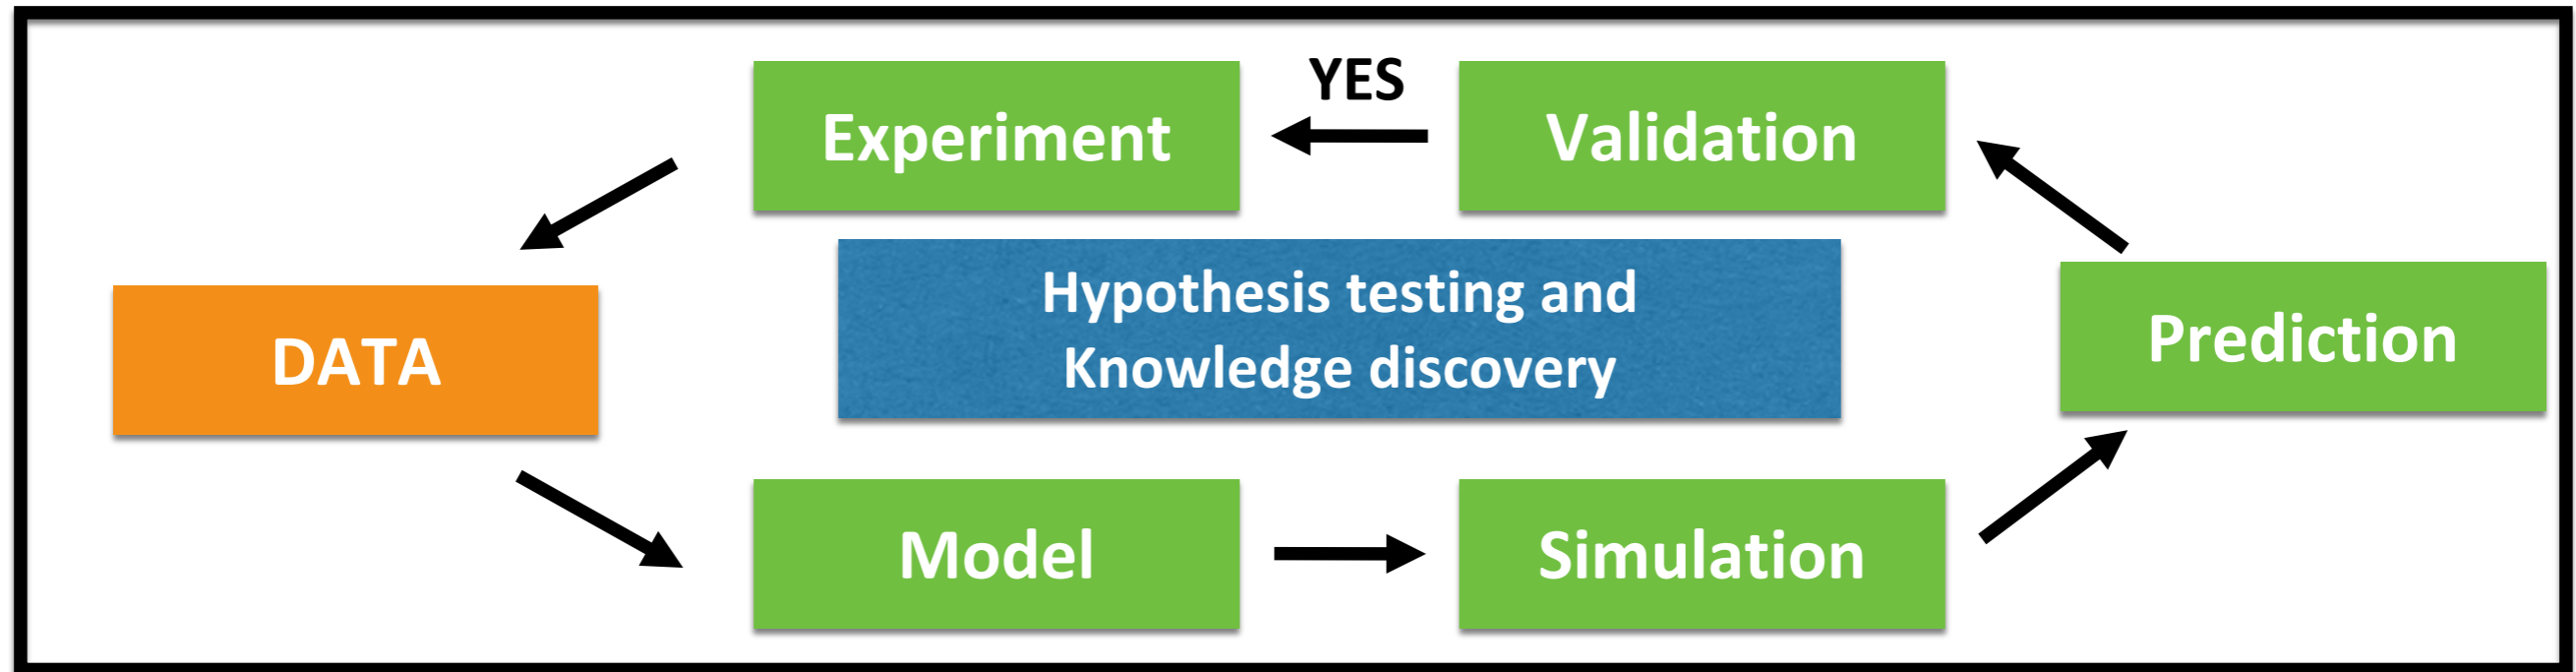 YES
Experiment
Validation
Hypothesis testing and
Knowledge discovery
DATA
Prediction
Model
Simulation